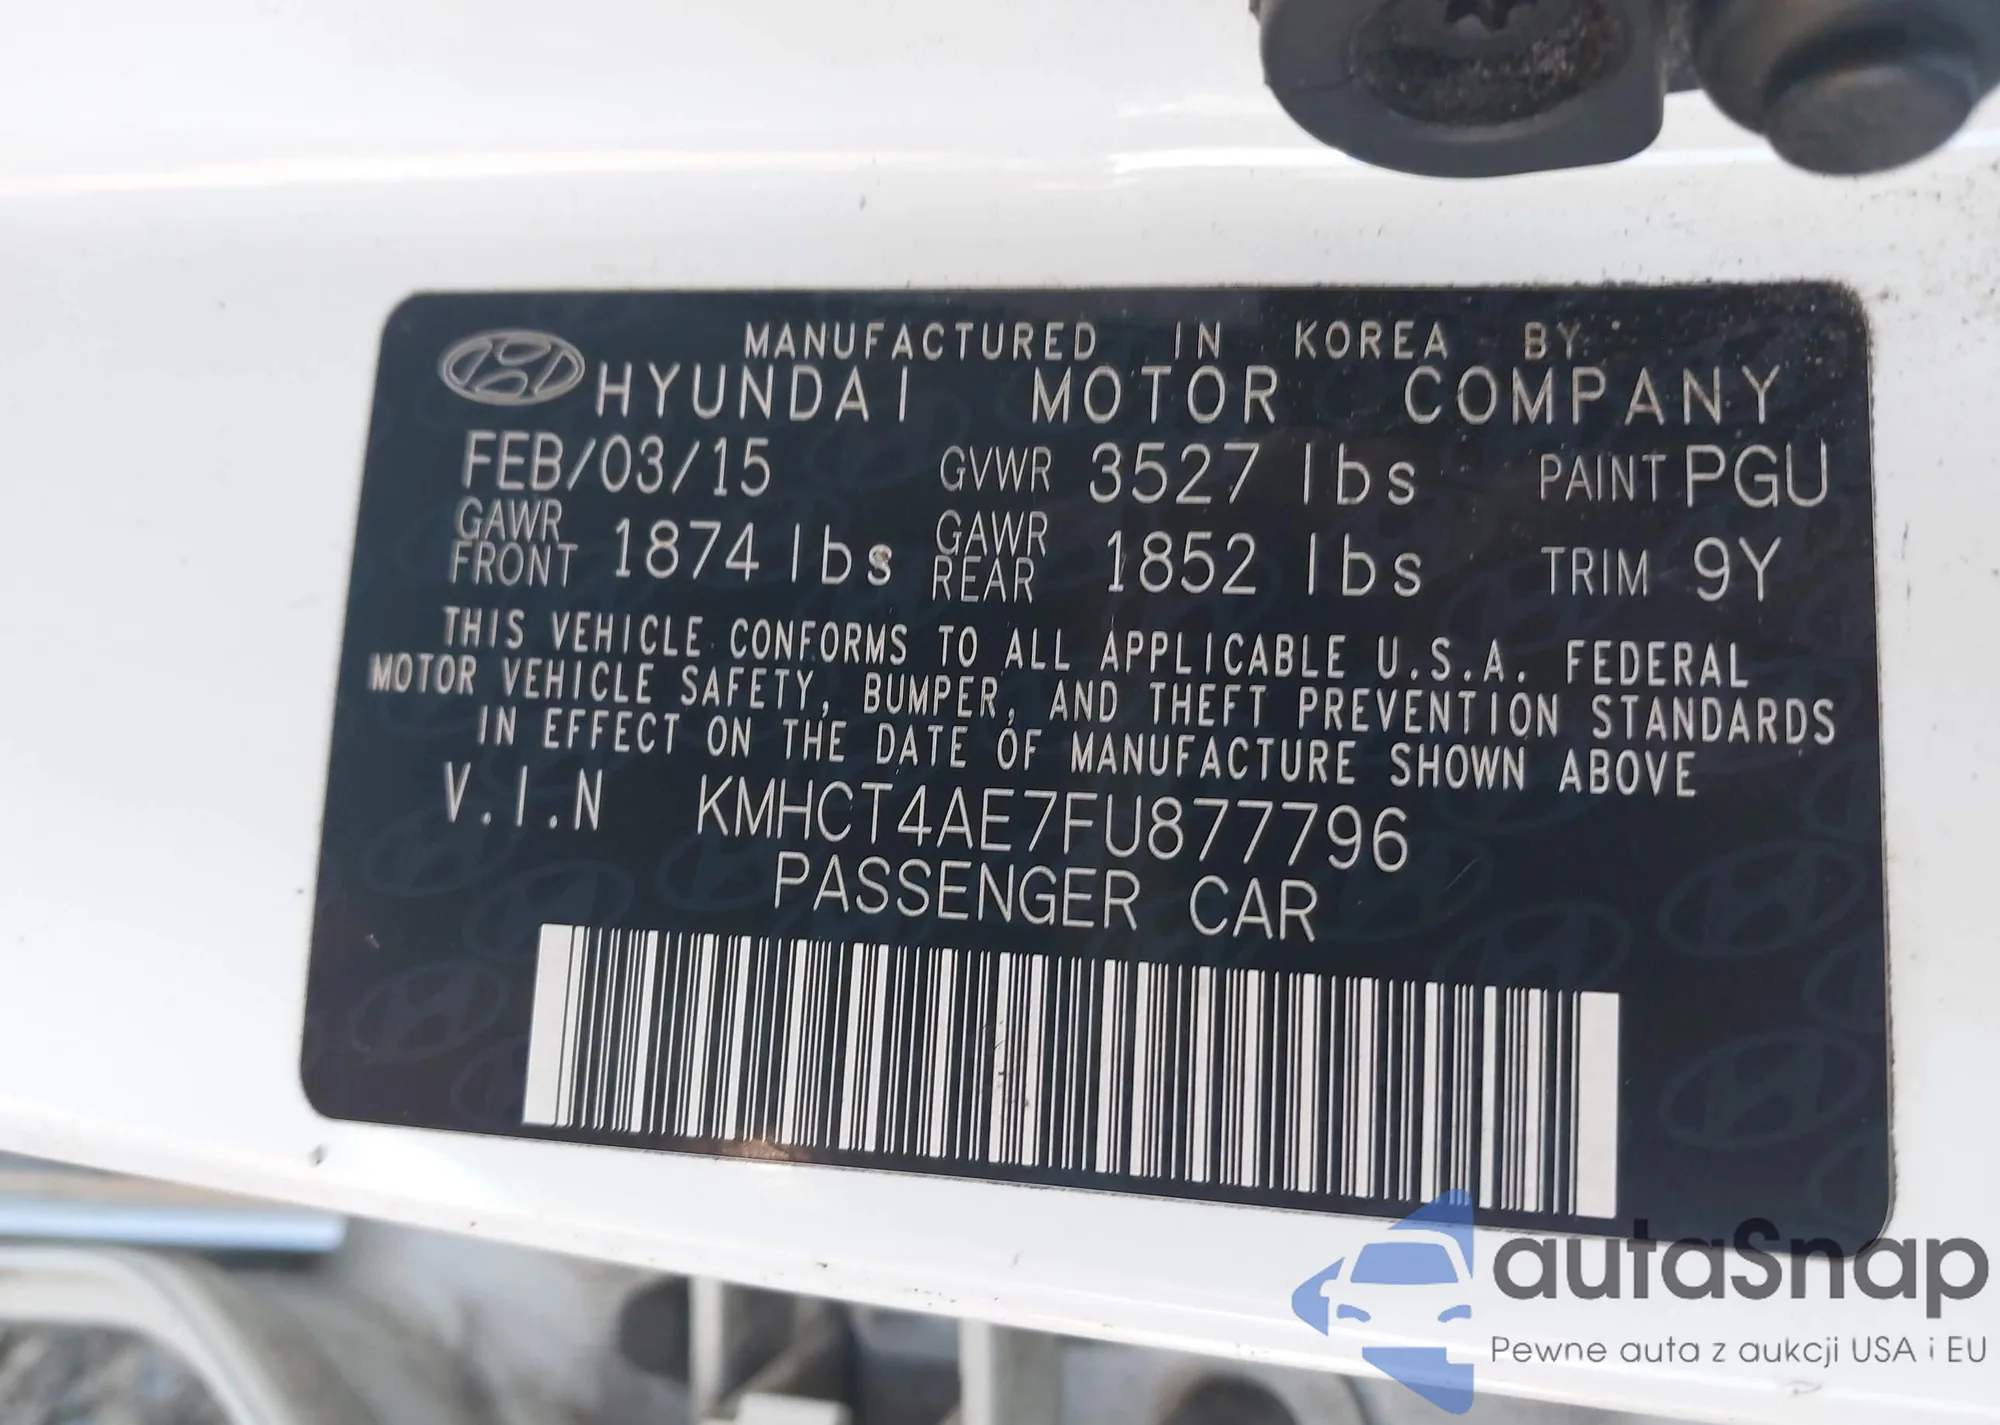 MANUFACTURED IN KOREA BY
HYUNDAI MOTOR COMPANY
FEB/03/15 GVWR 3527 lbs PAINT PGU
GAWR FRONT 1874 lbs GAWR REAR 1852 lbs TRIM 9Y
THIS VEHICLE CONFORMS TO ALL APPLICABLE U.S.A. FEDERAL
MOTOR VEHICLE SAFETY, BUMPER, AND THEFT PREVENTION STANDARDS
IN EFFECT ON THE DATE OF MANUFACTURE SHOWN ABOVE
V.I.N KMHCT4AE7FU877796
PASSENGER CAR
autaSnap
Pewne auta z aukcji USA i EU